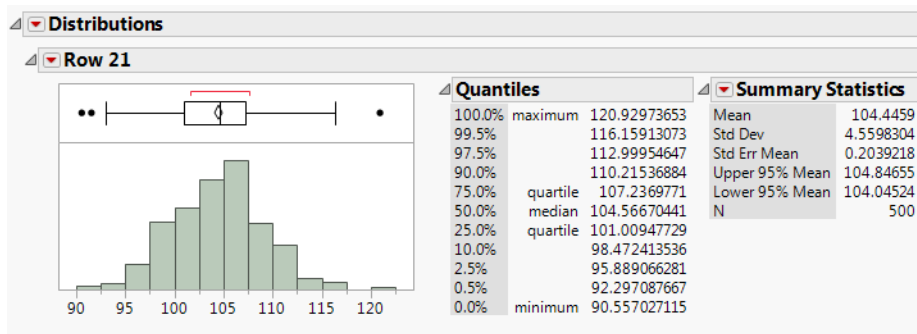 Distributions
Row 21
Quantiles
100.0% maximum 120.92973653
99.5% 116.15913073
97.5% 112.99954647
90.0% 110.21536884
75.0% quartile 107.2369771
50.0% median 104.56670441
25.0% quartile 101.00947729
10.0% 98.472413536
2.5% 95.889066281
0.5% 92.297087667
0.0% minimum 90.557027115
Summary Statistics
Mean 104.4459
Std Dev 4.5598304
Std Err Mean 0.2039218
Upper 95% Mean 104.84655
Lower 95% Mean 104.04524
N 500
90 95 100 105 110 115 120